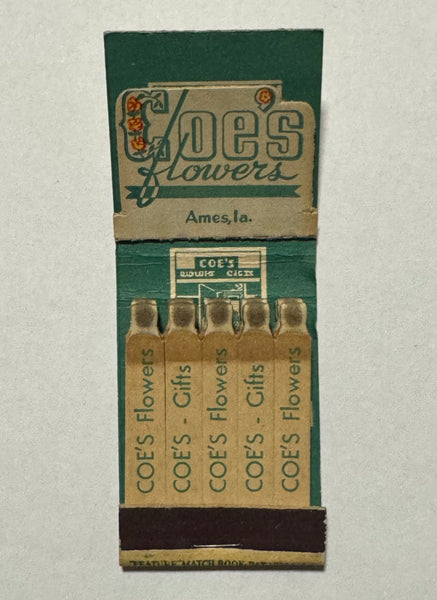 Coe's
flowers
Ames, Ia.
COE'S
COE'S Flowers
COE'S - Gifts
COE'S Flowers
COE'S - Gifts
COE'S Flowers
"FEATURE MATCH BOOK